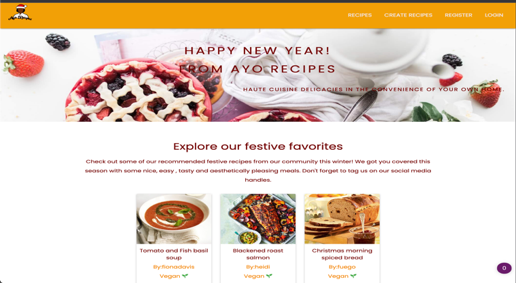 RECIPES CREATE RECIPES REGISTER LOGIN
HAPPY NEW YEAR!
FROM AYO RECIPES
HAUTE CUISINE DELICACIES IN THE CONVENIENCE OF YOUR OWN HOME.
Explore our festive favorites
Check out some of our recommended festive recipes from our community this winter! We got you covered this
season with some nice, easy , tasty and aesthetically pleasing meals. Don't forget to tag us on our social media
handles.
Tomato and Fish basil
soup
By:fionadavis
Vegan
Blackened roast
salmon
By:heidi
Vegan
Christmas morning
spiced bread
By:fuego
Vegan
0